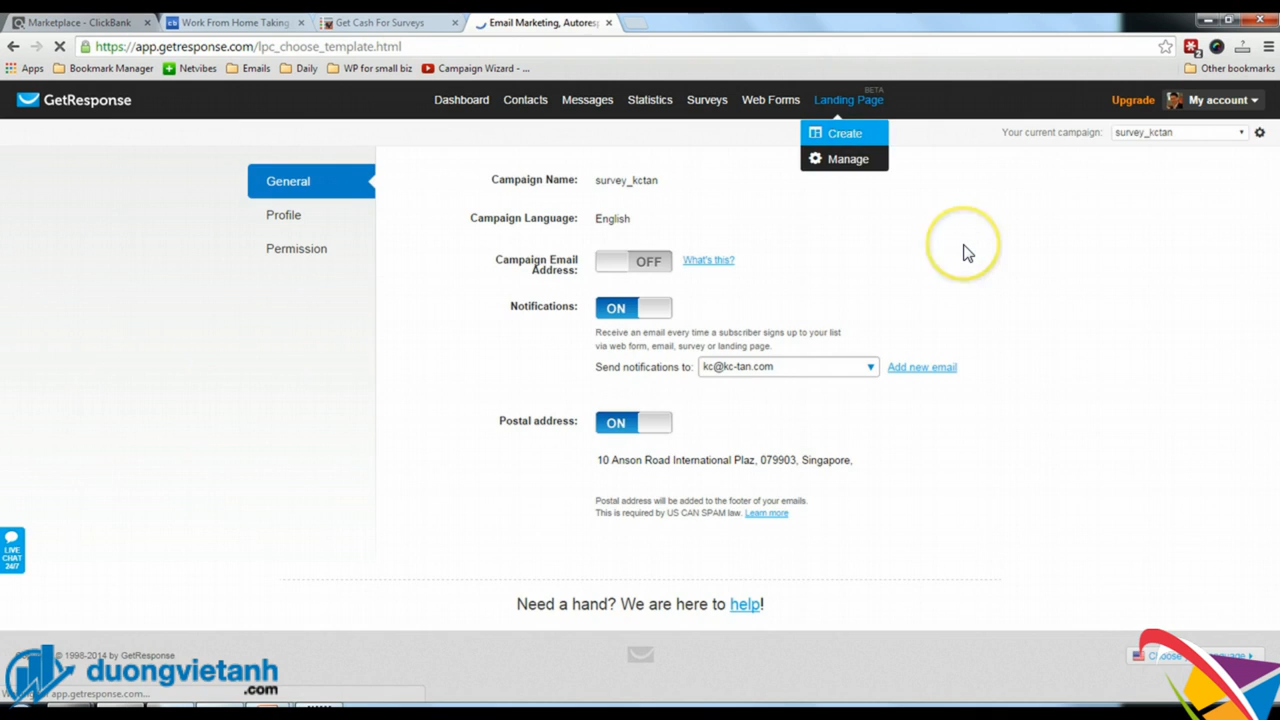 Marketplace - ClickBank
Work From Home Taking
Get Cash For Surveys
Email Marketing, Autoresp
https://app.getresponse.com/lpc_choose_template.html
2
Apps
Bookmark Manager
Netvibes
Emails
Daily
WP for small biz
Campaign Wizard - ...
Other bookmarks
GetResponse
Dashboard
Contacts
Messages
Statistics
Surveys
Web Forms
BETA
Landing Page
Upgrade
My account
Create
Manage
Your current campaign:
survey_kctan
General
Profile
Permission
Campaign Name:
survey_kctan
Campaign Language:
English
Campaign Email
Address:
OFF
What's this?
Notifications:
ON
Receive an email every time a subscriber signs up to your list
via web form, email, survey or landing page.
Send notifications to:
kc@kc-tan.com
Add new email
Postal address:
ON
10 Anson Road International Plaz, 079903, Singapore,
Postal address will be added to the footer of your emails.
This is required by US CAN SPAM law. Learn more
LIVE
CHAT
24/7
Need a hand? We are here to help!
© 1998-2014 by GetResponse
duongvietanh
.com
app.getresponse.com...